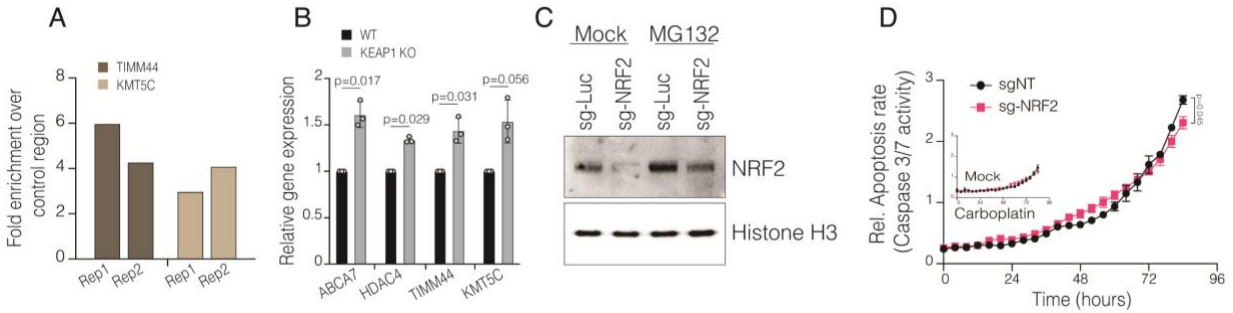 A
TIMM44
KMT5C
Fold enrichment over
control region
8
6
4
2
0
Rep1
Rep2
Rep1
Rep2
B
WT
KEAP1 KO
Relative gene expression
2
1.5
1
0.5
0
p=0.017
p=0.029
p=0.031
p=0.056
ABCA7
HDAC4
TIMM44
KMT5C
C
Mock
MG132
sg-Luc
sg-NRF2
sg-Luc
sg-NRF2
NRF2
Histone H3
D
sgNT
sg-NRF2
Rel. Apoptosis rate
(Caspase 3/7 activity)
3
2
1
0
p=0.045
Mock
Carboplatin
0
24
48
72
96
Time (hours)